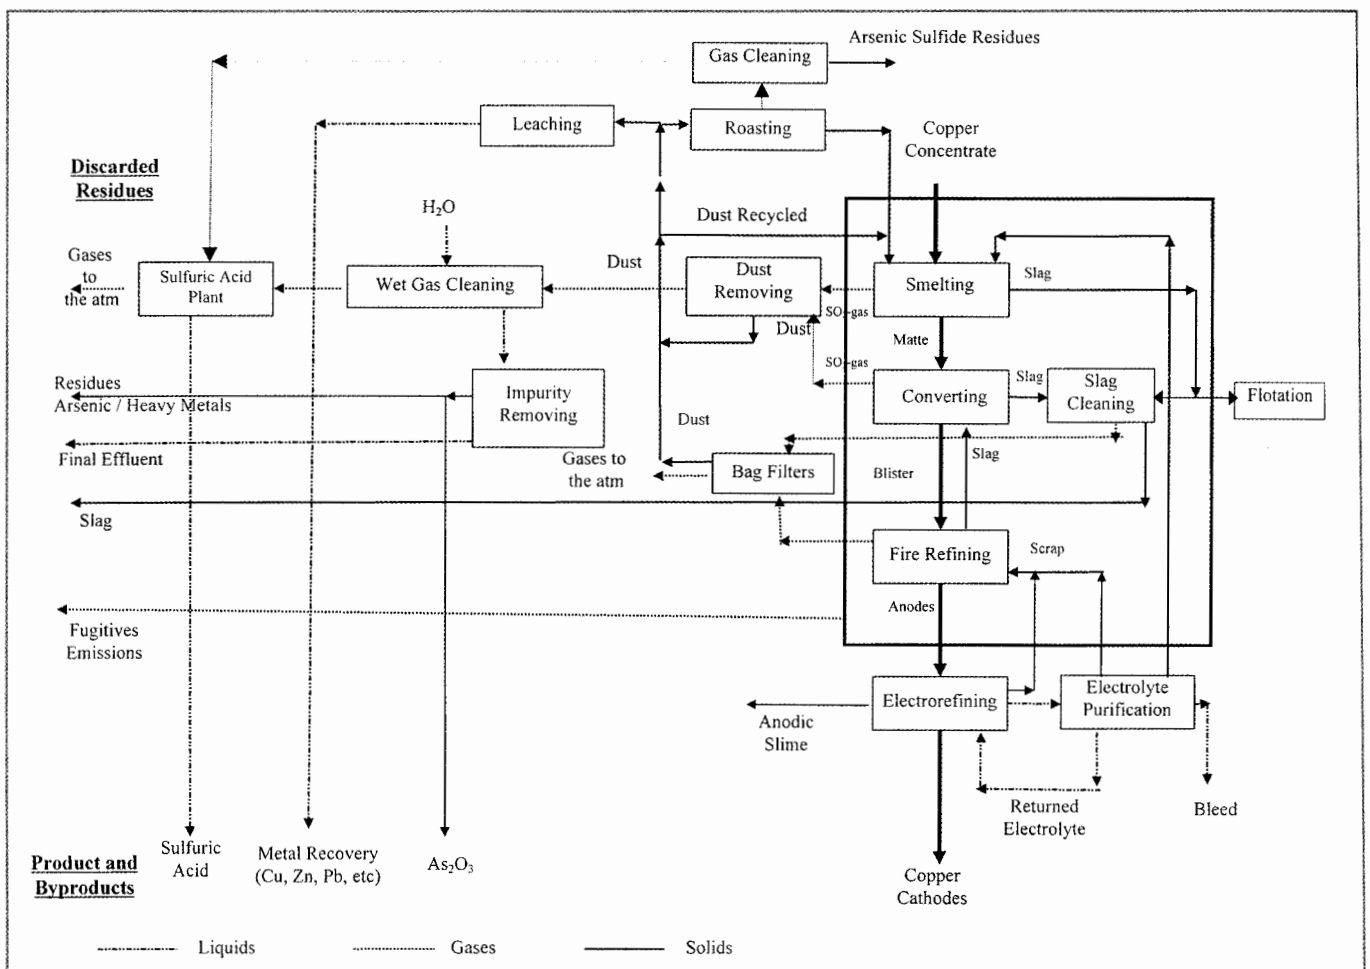 Arsenic Sulfide Residues
Gas Cleaning
Leaching
Roasting
Copper
Concentrate
Discarded
Residues
H₂O
Dust Recycled
Gases
to
the atm
Sulfuric Acid
Plant
Wet Gas Cleaning
Dust
Dust
Removing
Smelting
Slag
SO -gas
Dust
Matte
SO -gas
Residues
Arsenic / Heavy Metals
Impurity
Removing
Converting
Slag
Slag
Cleaning
Flotation
Dust
Final Effluent
Gases to
the atm
Bag Filters
Blister
Slag
Slag
Fire Refining
Scrap
Anodes
Fugitives
Emissions
Electrorefining
Electrolyte
Purification
Anodic
Slime
Returned
Electrolyte
Bleed
Product and
Byproducts
Sulfuric
Acid
Metal Recovery
(Cu, Zn, Pb, etc)
As₂O₃
Copper
Cathodes
Liquids
Gases
Solids